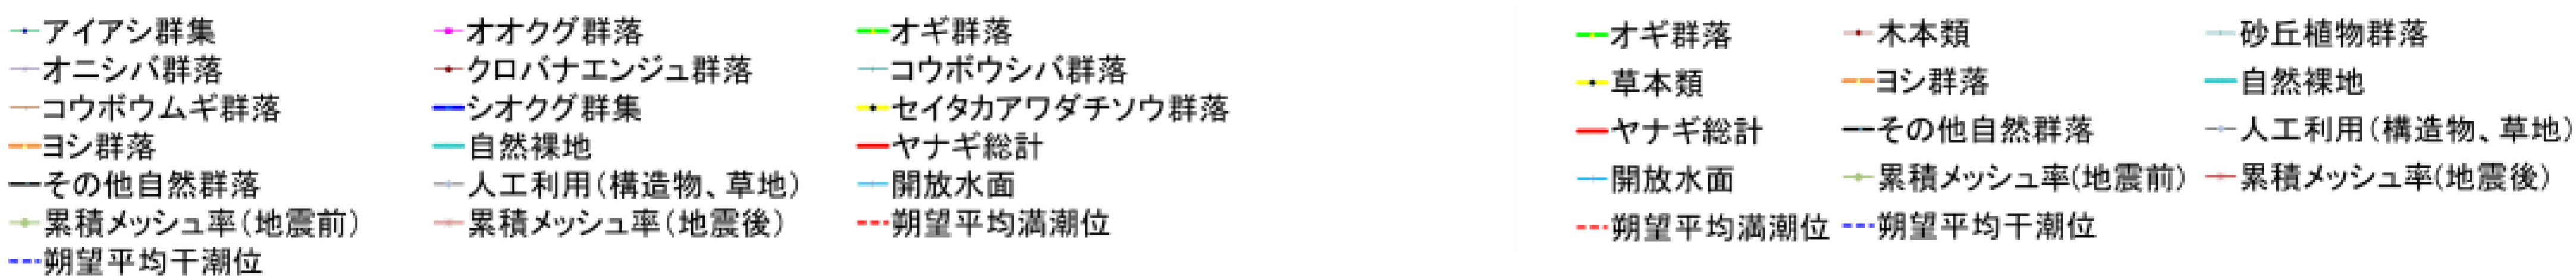 アイアシ群集 オオクグ群落 オギ群落
オニシバ群落 クロバナエンジュ群落 コウボウシバ群落
コウボウムギ群落 シオクグ群集 セイタカアワダチソウ群落
ヨシ群落 自然裸地 ヤナギ総計
その他自然群落 人工利用(構造物、草地) 開放水面
累積メッシュ率(地震前) 累積メッシュ率(地震後) 朔望平均満潮位
朔望平均干潮位
オギ群落 木本類 砂丘植物群落
草本類 ヨシ群落 自然裸地
ヤナギ総計 その他自然群落 人工利用(構造物、草地)
開放水面 累積メッシュ率(地震前) 累積メッシュ率(地震後)
朔望平均満潮位 朔望平均干潮位